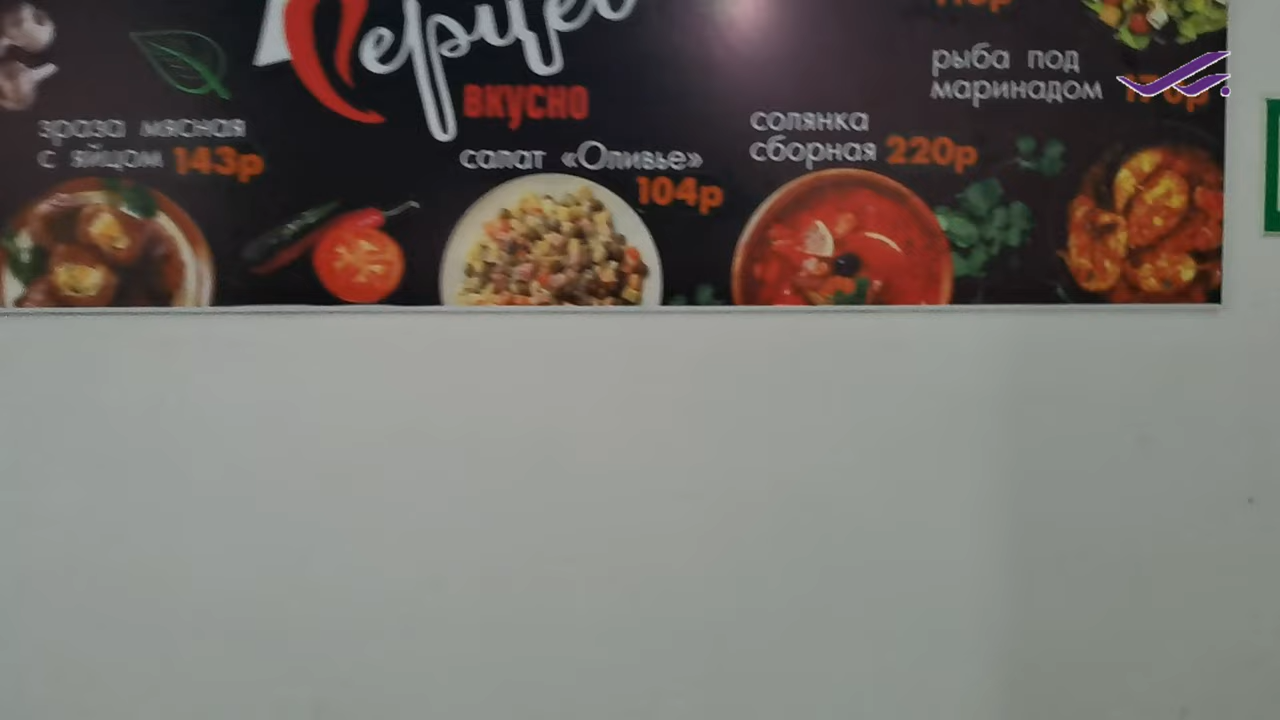 вкусно
зраза мясная
с яйцом 143р
салат «Оливье»
104р
солянка
сборная 220р
рыба под
маринадом